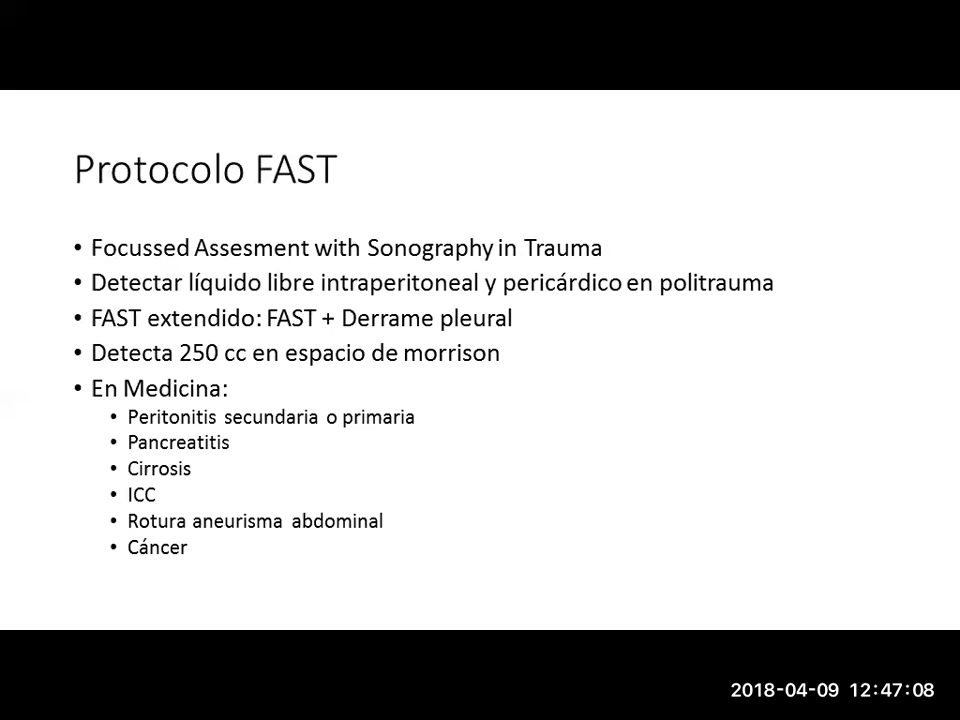 Protocolo FAST
• Focussed Assesment with Sonography in Trauma
• Detectar líquido libre intraperitoneal y pericárdico en politrauma
• FAST extendido: FAST + Derrame pleural
• Detecta 250 cc en espacio de morrison
• En Medicina:
• Peritonitis secundaria o primaria
• Pancreatitis
• Cirrosis
• ICC
• Rotura aneurisma abdominal
• Cáncer
2018-04-09 12:47:08